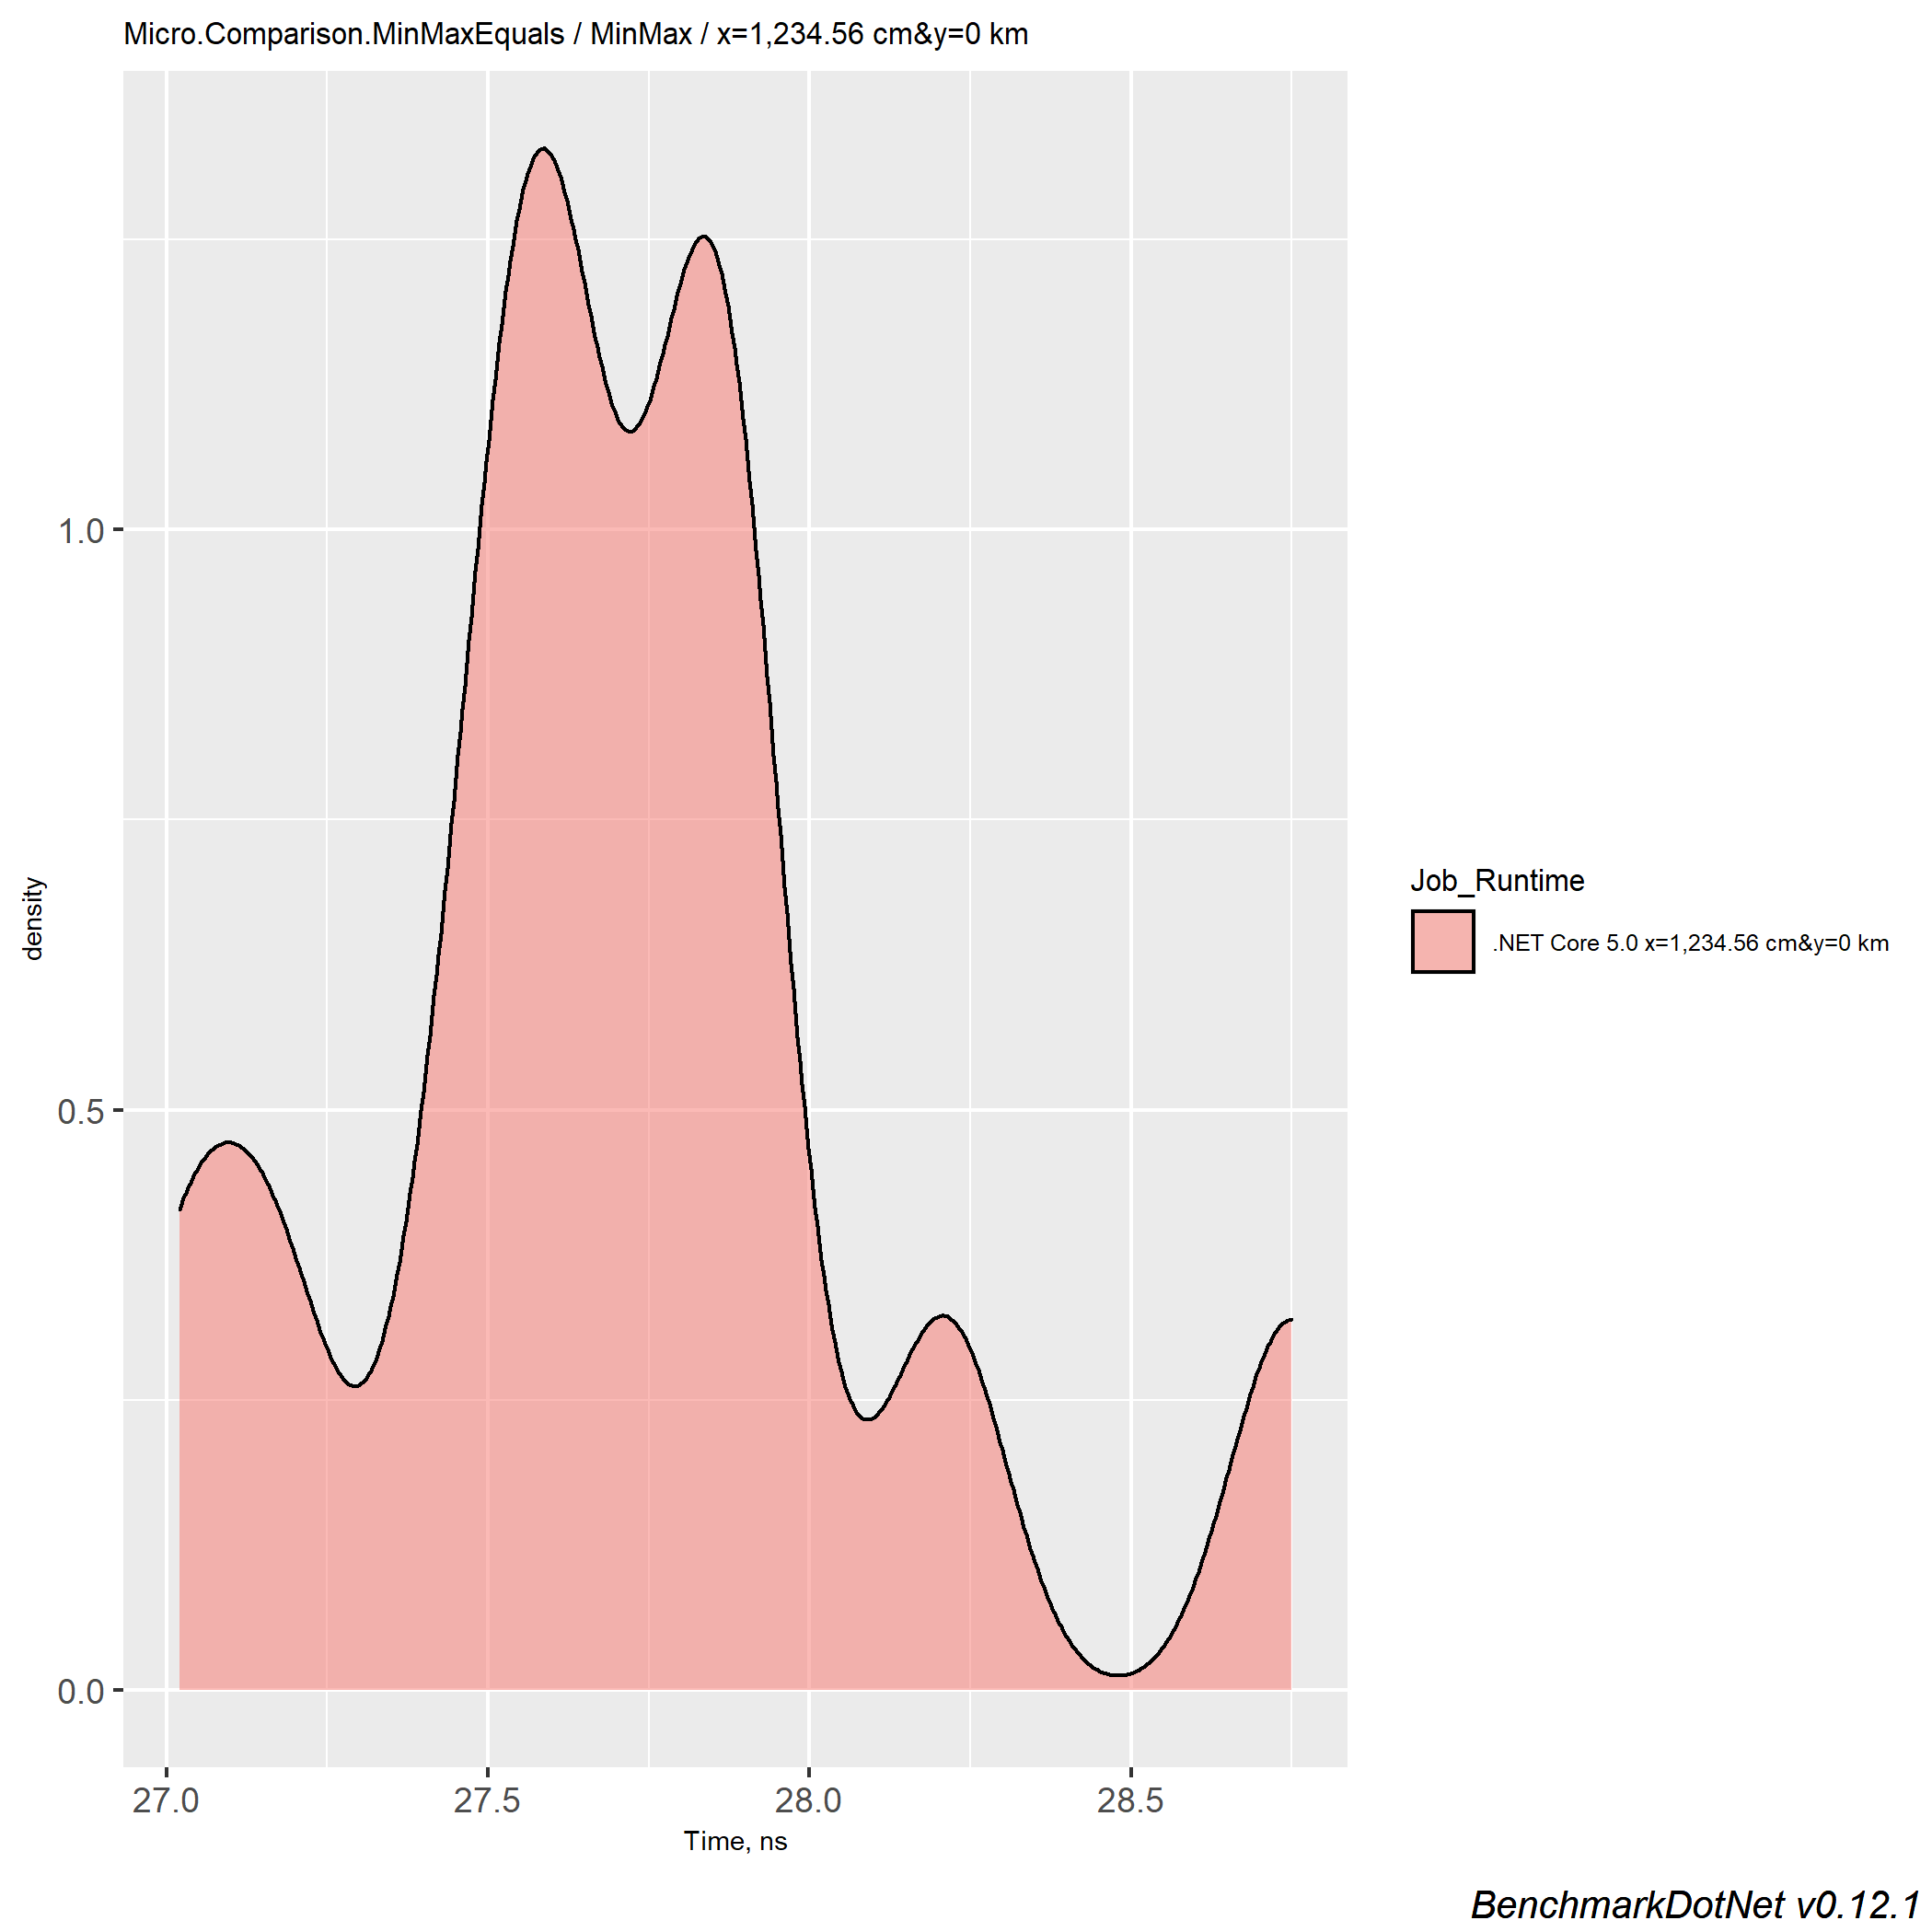 Micro.Comparison.MinMaxEquals / MinMax / x=1,234.56 cm&y=0 km
1.0
0.5
0.0
density
27.0 27.5 28.0 28.5
Time, ns
Job_Runtime
.NET Core 5.0 x=1,234.56 cm&y=0 km
BenchmarkDotNet v0.12.1